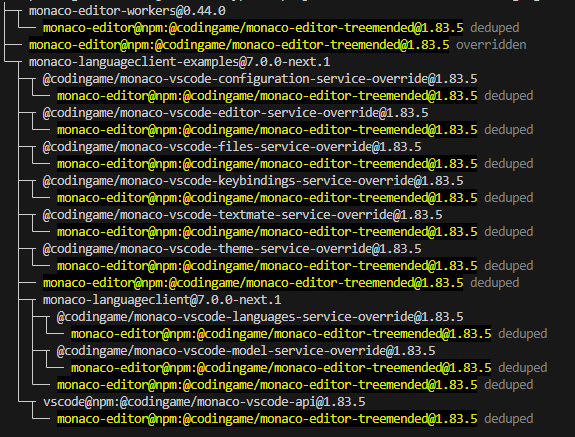 monaco-editor-workers@0.44.0
monaco-editor@npm:@codingame/monaco-editor-treemended@1.83.5 deduped
monaco-editor@npm:@codingame/monaco-editor-treemended@1.83.5 overridden
monaco-languageclient-examples@7.0.0-next.1
@codingame/monaco-vscode-configuration-service-override@1.83.5
monaco-editor@npm:@codingame/monaco-editor-treemended@1.83.5 deduped
@codingame/monaco-vscode-editor-service-override@1.83.5
monaco-editor@npm:@codingame/monaco-editor-treemended@1.83.5 deduped
@codingame/monaco-vscode-files-service-override@1.83.5
monaco-editor@npm:@codingame/monaco-editor-treemended@1.83.5 deduped
@codingame/monaco-vscode-keybindings-service-override@1.83.5
monaco-editor@npm:@codingame/monaco-editor-treemended@1.83.5 deduped
@codingame/monaco-vscode-textmate-service-override@1.83.5
monaco-editor@npm:@codingame/monaco-editor-treemended@1.83.5 deduped
@codingame/monaco-vscode-theme-service-override@1.83.5
monaco-editor@npm:@codingame/monaco-editor-treemended@1.83.5 deduped
monaco-editor@npm:@codingame/monaco-editor-treemended@1.83.5 deduped
monaco-languageclient@7.0.0-next.1
@codingame/monaco-vscode-languages-service-override@1.83.5
monaco-editor@npm:@codingame/monaco-editor-treemended@1.83.5 deduped
@codingame/monaco-vscode-model-service-override@1.83.5
monaco-editor@npm:@codingame/monaco-editor-treemended@1.83.5 deduped
monaco-editor@npm:@codingame/monaco-editor-treemended@1.83.5 deduped
vscode@npm:@codingame/monaco-vscode-api@1.83.5
monaco-editor@npm:@codingame/monaco-editor-treemended@1.83.5 deduped